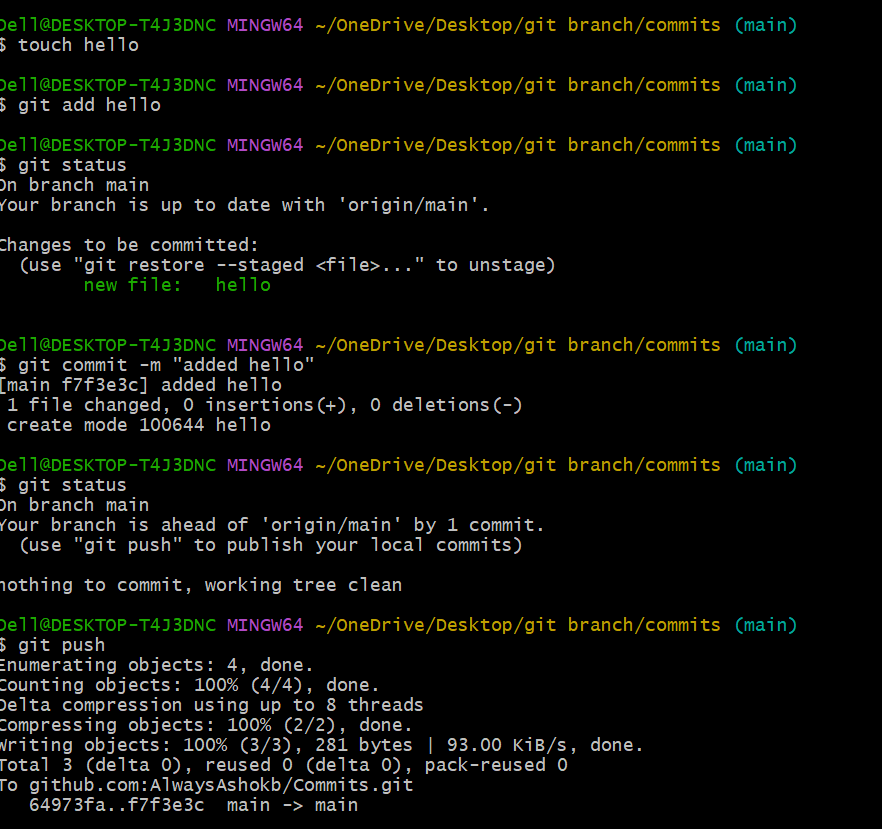 Dell@DESKTOP-T4J3DNC MINGW64 ~/OneDrive/Desktop/git branch/commits (main)
$ touch hello
Dell@DESKTOP-T4J3DNC MINGW64 ~/OneDrive/Desktop/git branch/commits (main)
$ git add hello
Dell@DESKTOP-T4J3DNC MINGW64 ~/OneDrive/Desktop/git branch/commits (main)
$ git status
On branch main
Your branch is up to date with 'origin/main'.
Changes to be committed:
  (use "git restore --staged <file>..." to unstage)
        new file:   hello
Dell@DESKTOP-T4J3DNC MINGW64 ~/OneDrive/Desktop/git branch/commits (main)
$ git commit -m "added hello"
[main f7f3e3c] added hello
 1 file changed, 0 insertions(+), 0 deletions(-)
 create mode 100644 hello
Dell@DESKTOP-T4J3DNC MINGW64 ~/OneDrive/Desktop/git branch/commits (main)
$ git status
On branch main
Your branch is ahead of 'origin/main' by 1 commit.
  (use "git push" to publish your local commits)
nothing to commit, working tree clean
Dell@DESKTOP-T4J3DNC MINGW64 ~/OneDrive/Desktop/git branch/commits (main)
$ git push
Enumerating objects: 4, done.
Counting objects: 100% (4/4), done.
Delta compression using up to 8 threads
Compressing objects: 100% (2/2), done.
Writing objects: 100% (3/3), 281 bytes | 93.00 KiB/s, done.
Total 3 (delta 0), reused 0 (delta 0), pack-reused 0
To github.com:AlwaysAshokb/Commits.git
   64973fa..f7f3e3c  main -> main